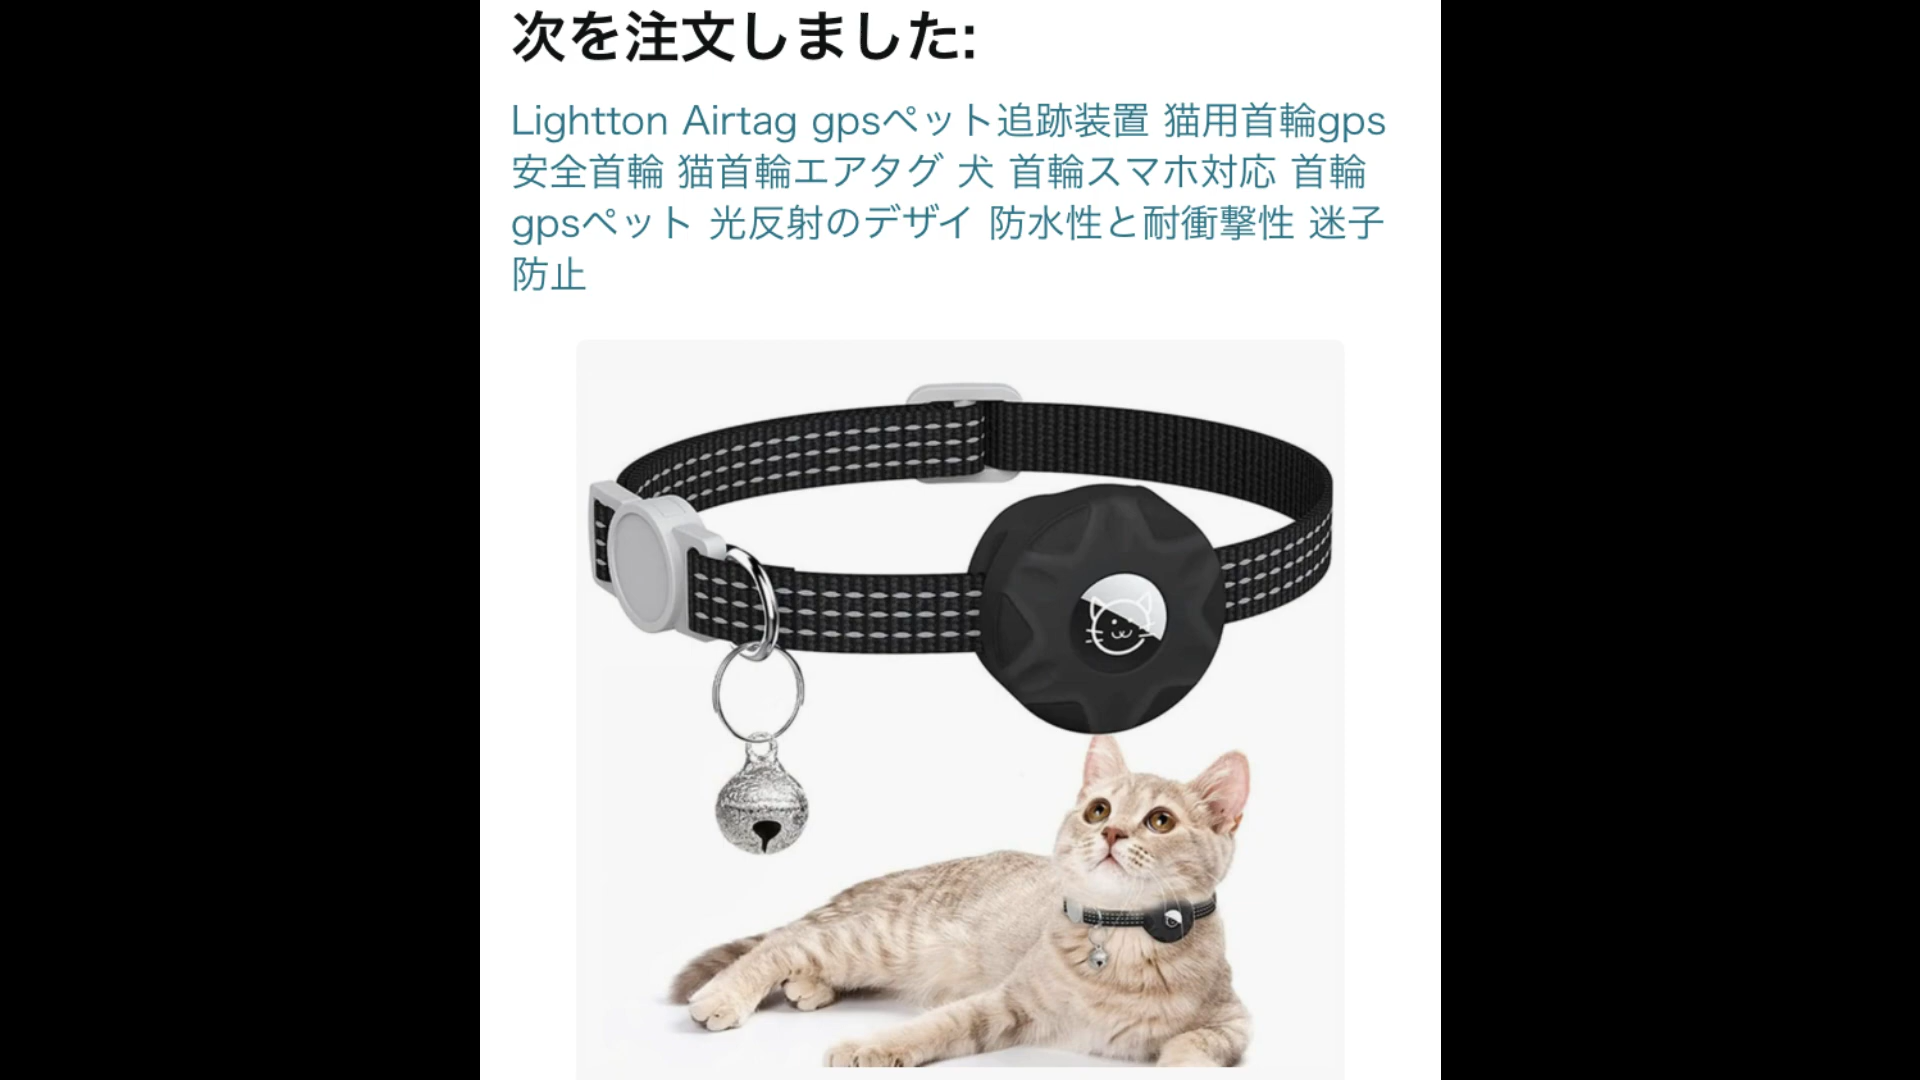 次を注文しました:
Lightton Airtag gpsペット追跡装置 猫用首輪gps
安全首輪 猫首輪エアタグ 犬 首輪スマホ対応 首輪
gpsペット 光反射のデザイ 防水性と耐衝撃性 迷子
防止